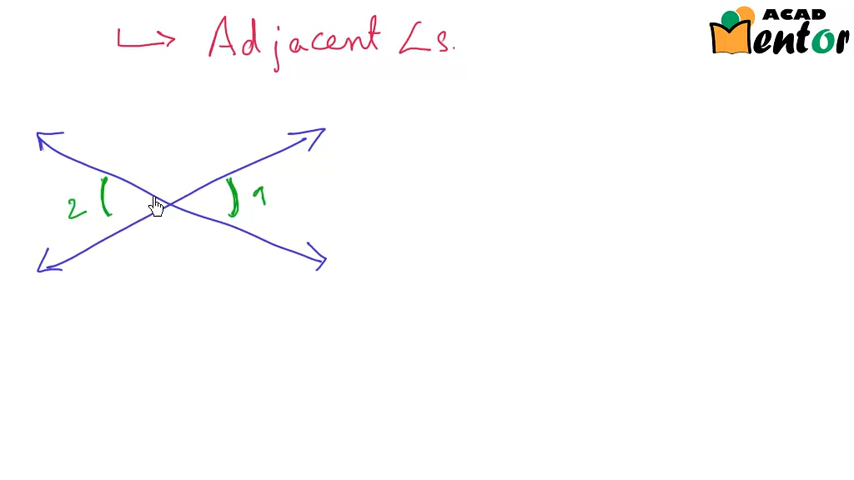 ↳ Adjacent ∠s.
ACAD
Mentor
2
1